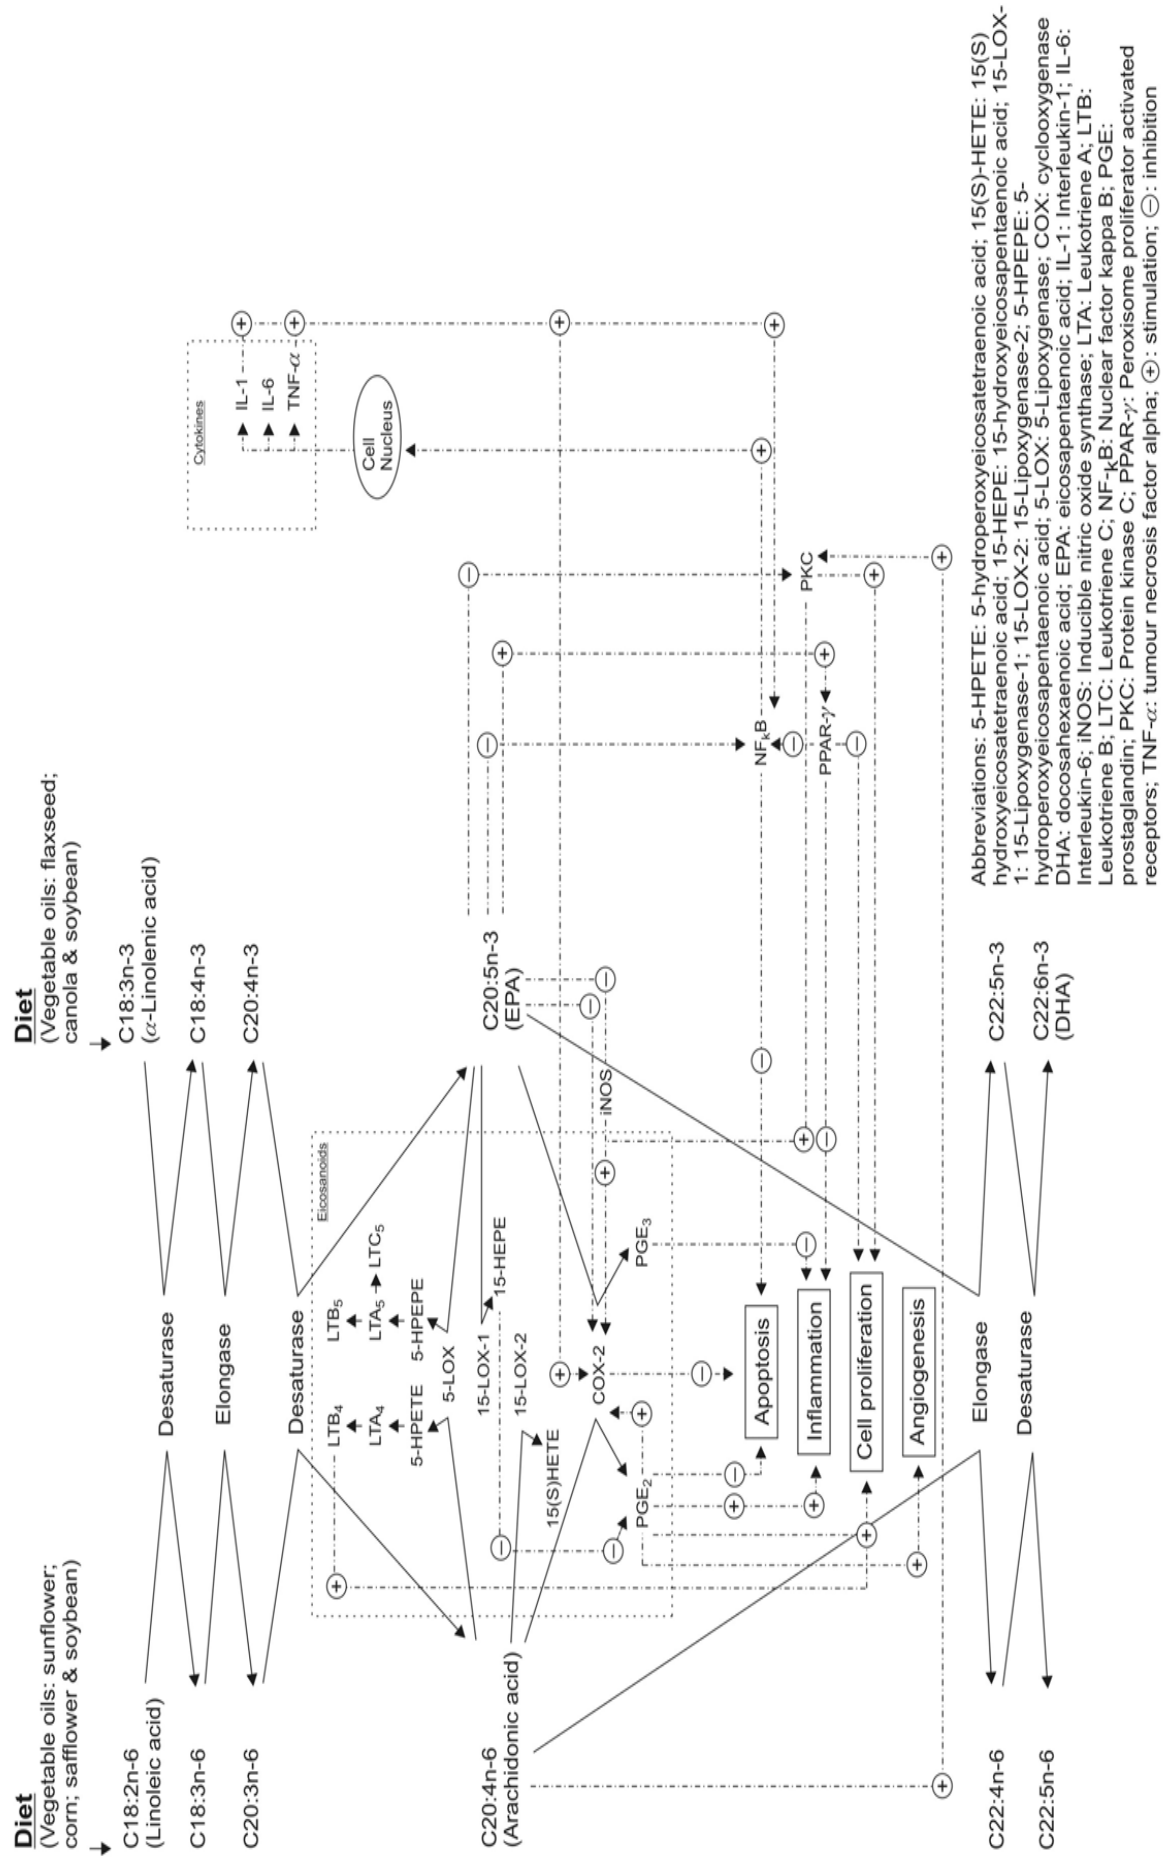 Diet
(Vegetable oils: sunflower;
corn; safflower & soybean)
C18:2n-6
(Linoleic acid)
C18:3n-6
C20:3n-6
Diet
(Vegetable oils: flaxseed;
canola & soybean)
C18:3n-3
(α-Linolenic acid)
C18:4n-3
C20:4n-3
Desaturase
Elongase
Desaturase
Eicosanoids
LTB4
LTA4
5-HPETE
LTB5
LTA5
LTC5
5-HPEPE
5-LOX
15-LOX-1
15-HEPE
15-LOX-2
15(S)HETE
COX-2
PGE2
PGE3
iNOS
C20:4n-6
(Arachidonic acid)
C20:5n-3
(EPA)
Cytokines
IL-1
IL-6
TNF-α
Cell
Nucleus
NFkB
PPAR-γ
PKC
Apoptosis
Inflammation
Cell proliferation
Angiogenesis
Elongase
Desaturase
C22:4n-6
C22:5n-6
C22:5n-3
C22:6n-3
(DHA)
Abbreviations: 5-HPETE: 5-hydroperoxyeicosatetraenoic acid; 15(S)-HETE: 15(S)
hydroxyeicosatetraenoic acid; 15-HEPE: 15-hydroxyeicosapentaenoic acid; 15-LOX-
1: 15-Lipoxygenase-1; 15-LOX-2: 15-Lipoxygenase-2; 5-HPEPE: 5-
hydroperoxyeicosapentaenoic acid; 5-LOX: 5-Lipoxygenase; COX: cyclooxygenase
DHA: docosahexaenoic acid; EPA: eicosapentaenoic acid; IL-1: Interleukin-1; IL-6:
Interleukin-6; iNOS: Inducible nitric oxide synthase; LTA: Leukotriene A; LTB:
Leukotriene B; LTC: Leukotriene C; NF-kB: Nuclear factor kappa B; PGE:
prostaglandin; PKC: Protein kinase C; PPAR-γ: Peroxisome proliferator activated
receptors; TNF-α: tumour necrosis factor alpha; ⊕: stimulation; ⊖: inhibition